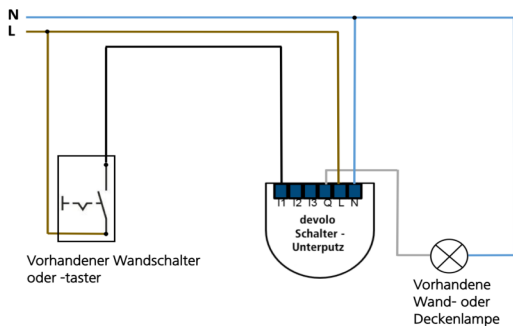 N
L
I1 I2 I3 Q L N
devolo
Schalter -
Unterputz
Vorhandener Wandschalter
oder -taster
Vorhandene
Wand- oder
Deckenlampe